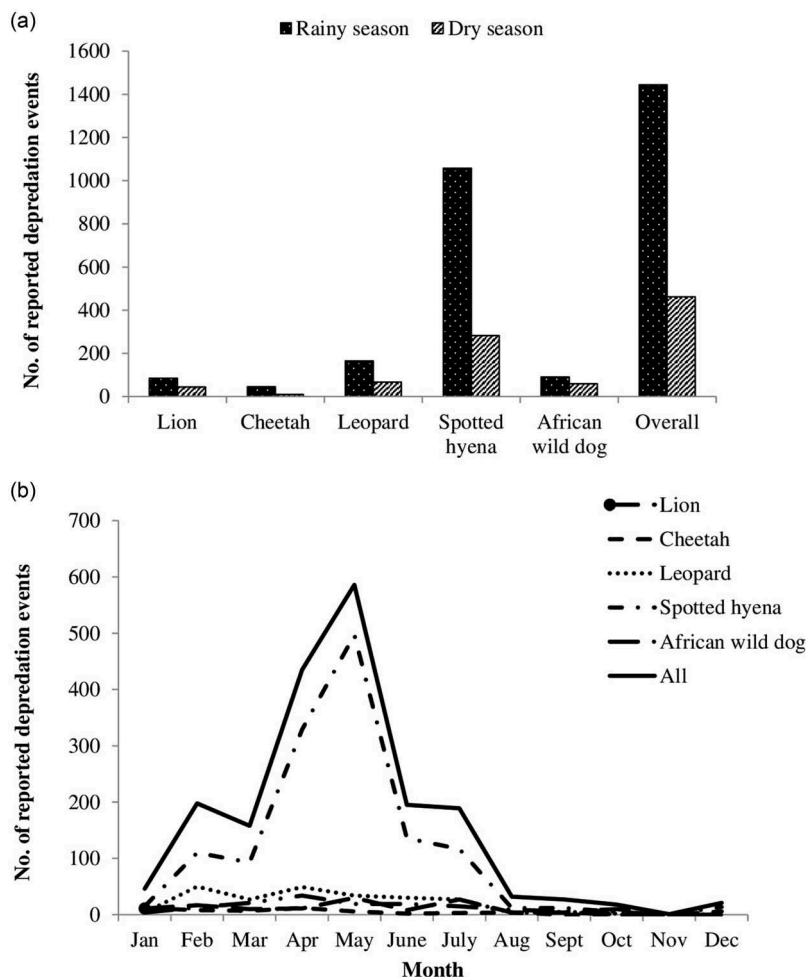 (a)
Rainy season Dry season
No. of reported depredation events
1600
1400
1200
1000
800
600
400
200
0
Lion Cheetah Leopard Spotted hyena African wild dog Overall
(b)
No. of reported depredation events
700
600
500
400
300
200
100
0
Lion
Cheetah
Leopard
Spotted hyena
African wild dog
All
Jan Feb Mar Apr May June July Aug Sept Oct Nov Dec
Month